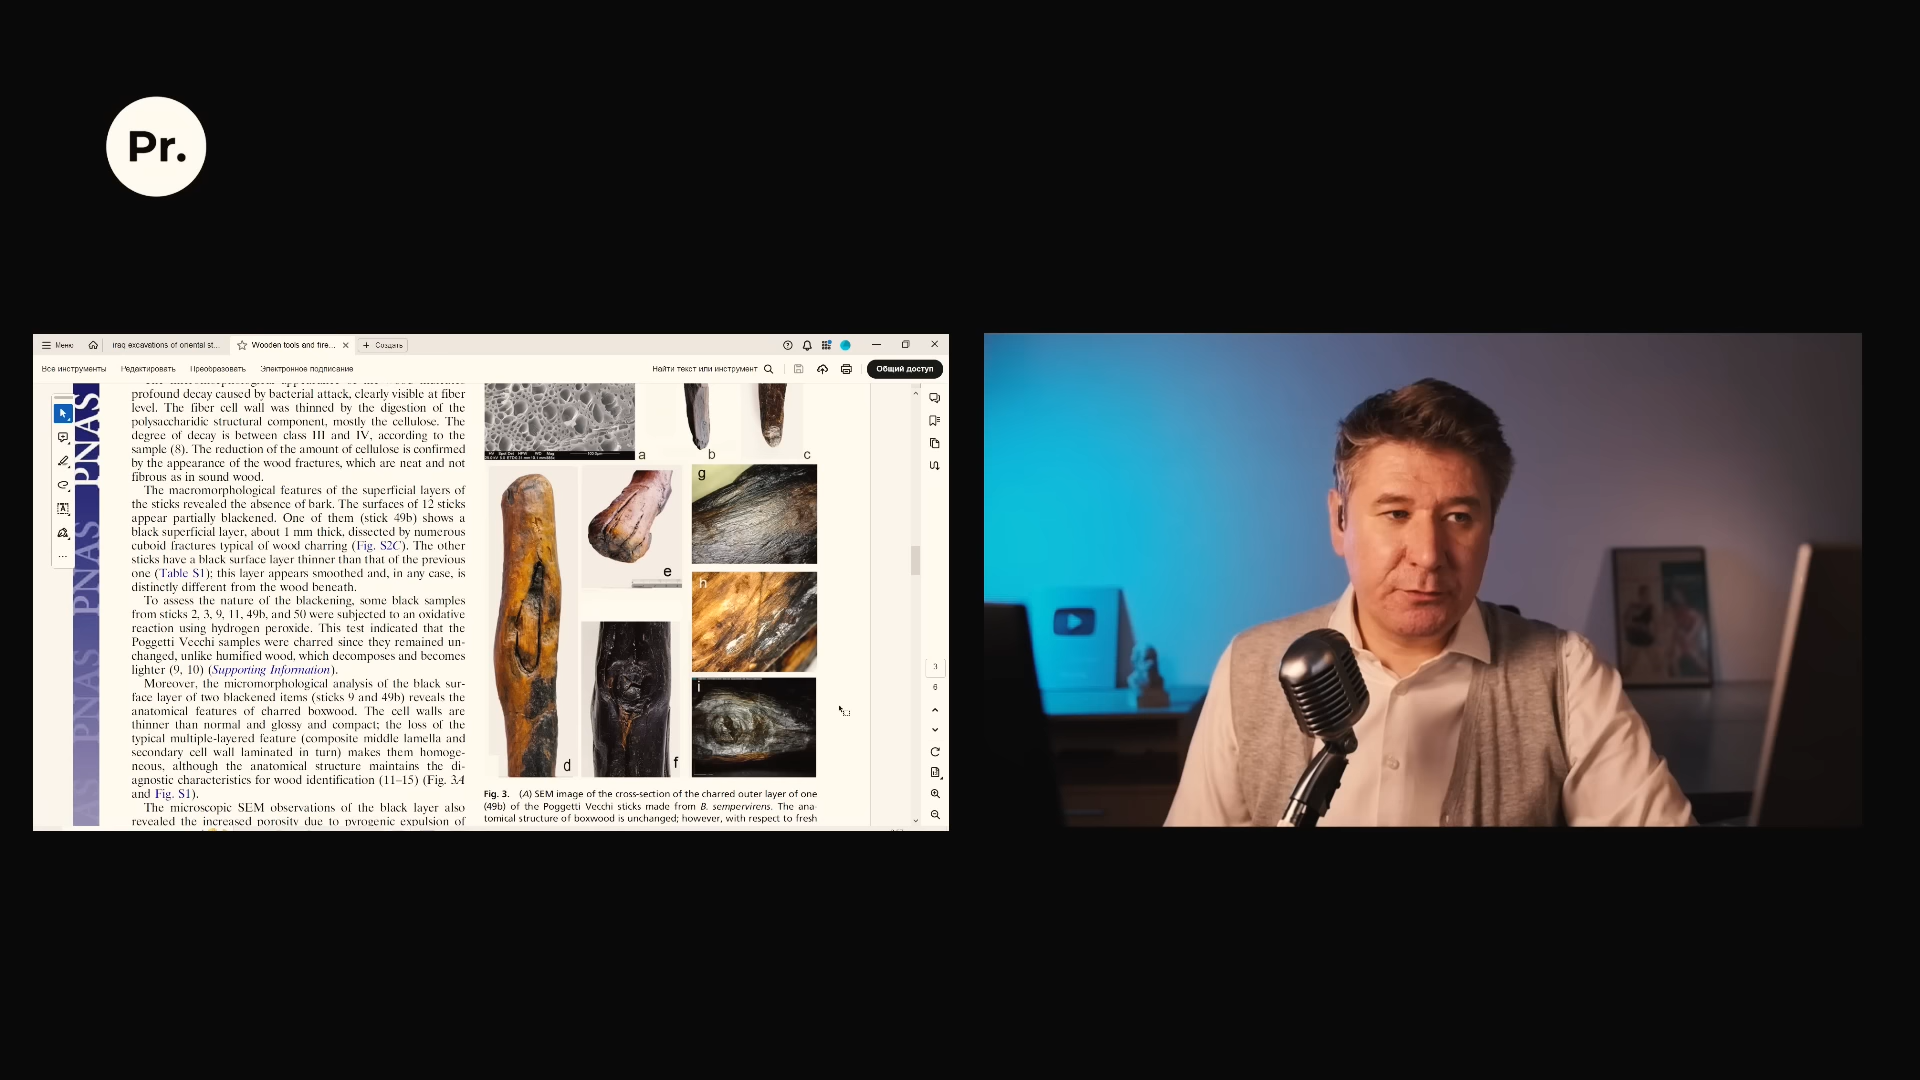 Pr.
Меню
iraq excavations of oriental st...
Wooden tools and fire...
Создать
Все инструменты
Редактировать
Преобразовать
Электронное подписание
Найти текст или инструмент
Общий доступ
PNAS PNAS PNAS PNAS
profound decay caused by bacterial attack, clearly visible at fiber
level. The fiber cell wall was thinned by the digestion of the
polysaccharidic structural component, mostly the cellulose. The
degree of decay is between class III and IV, according to the
sample (8). The reduction of the amount of cellulose is confirmed
by the appearance of the wood fractures, which are neat and not
fibrous as in sound wood.
The macromorphological features of the superficial layers of
the sticks revealed the absence of bark. The surfaces of 12 sticks
appear partially blackened. One of them (stick 49b) shows a
black superficial layer, about 1 mm thick, dissected by numerous
cuboid fractures typical of wood charring (Fig. S2C). The other
sticks have a black surface layer thinner than that of the previous
one (Table S1); this layer appears smoothed and, in any case, is
distinctly different from the wood beneath.
To assess the nature of the blackening, some black samples
from sticks 2, 3, 9, 11, 49b, and 50 were subjected to an oxidative
reaction using hydrogen peroxide. This test indicated that the
Poggetti Vecchi samples were charred since they remained un-
changed, unlike humified wood, which decomposes and becomes
lighter (9, 10) (Supporting Information).
Moreover, the micromorphological analysis of the black sur-
face layer of two blackened items (sticks 9 and 49b) reveals the
anatomical features of charred boxwood. The cell walls are
thinner than normal and glossy and compact; the loss of the
typical multiple-layered feature (composite middle lamella and
secondary cell wall laminated in turn) makes them homoge-
neous, although the anatomical structure maintains the di-
agnostic characteristics for wood identification (11–15) (Fig. 3A
and Fig. S1).
The microscopic SEM observations of the black layer also
revealed the increased porosity due to pyrogenic expulsion of
a
b
c
d
e
f
g
h
i
Fig. 3. (A) SEM image of the cross-section of the charred outer layer of one
(49b) of the Poggetti Vecchi sticks made from B. sempervirens. The ana-
tomical structure of boxwood is unchanged; however, with respect to fresh
3
6